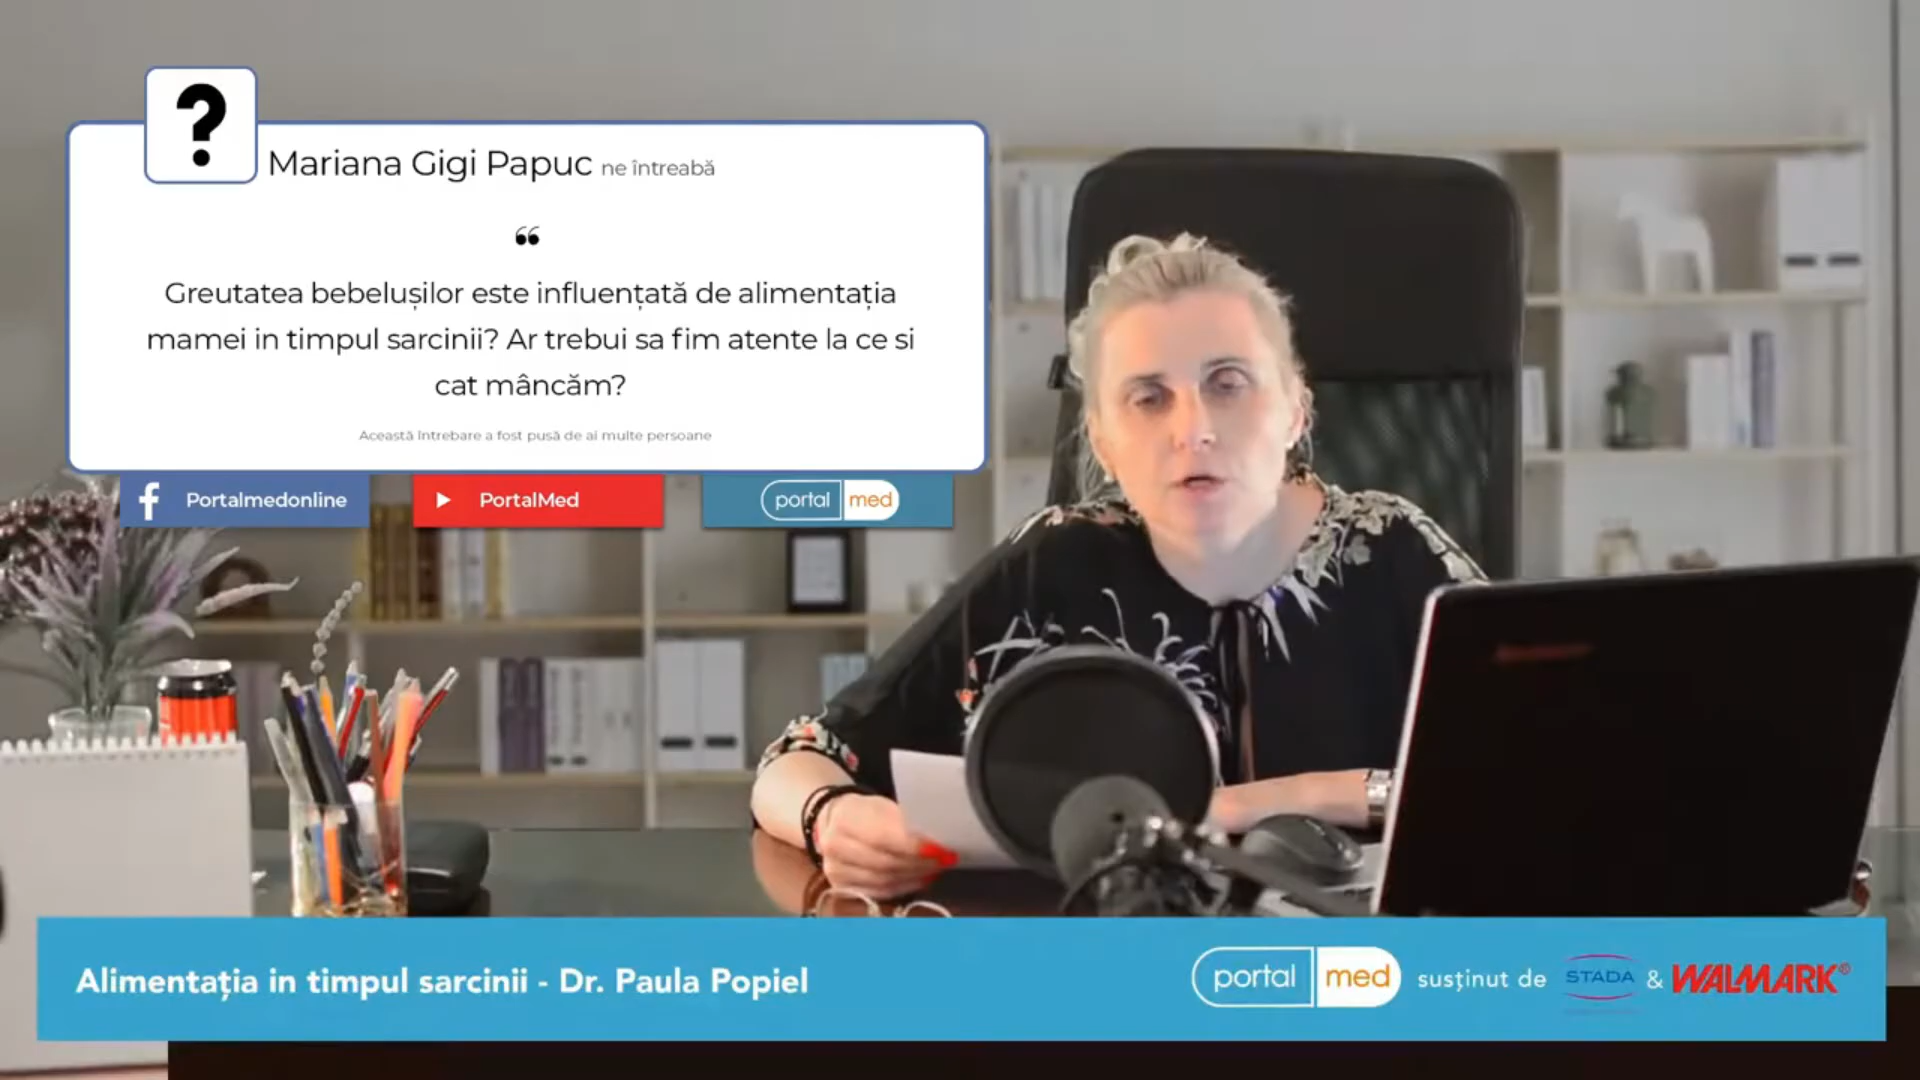 ?
Mariana Gigi Papuc ne întreabă
“
Greutatea bebelușilor este influențată de alimentația
mamei in timpul sarcinii? Ar trebui sa fim atente la ce si
cat mâncăm?
Această întrebare a fost pusă de ai multe persoane
f Portalmedonline
PortalMed
portal med
Alimentația in timpul sarcinii - Dr. Paula Popiel
portal med susținut de STADA & WALMARK®